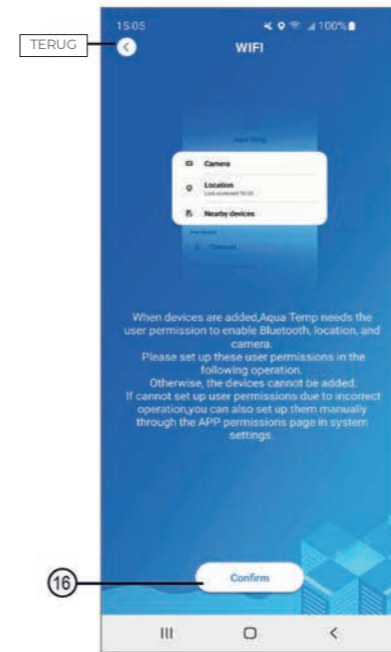 15:05
100%
TERUG
WIFI
Aqua Temp
Camera
Location
Nearby devices
When devices are added,Aqua Temp needs the
user permission to enable Bluetooth, location, and
camera.
Please set up these user permissions in the
following operation.
Otherwise, the devices cannot be added.
If cannot set up user permissions due to incorrect
operation,you can also set up them manually
through the APP permissions page in system
settings.
16
Confirm